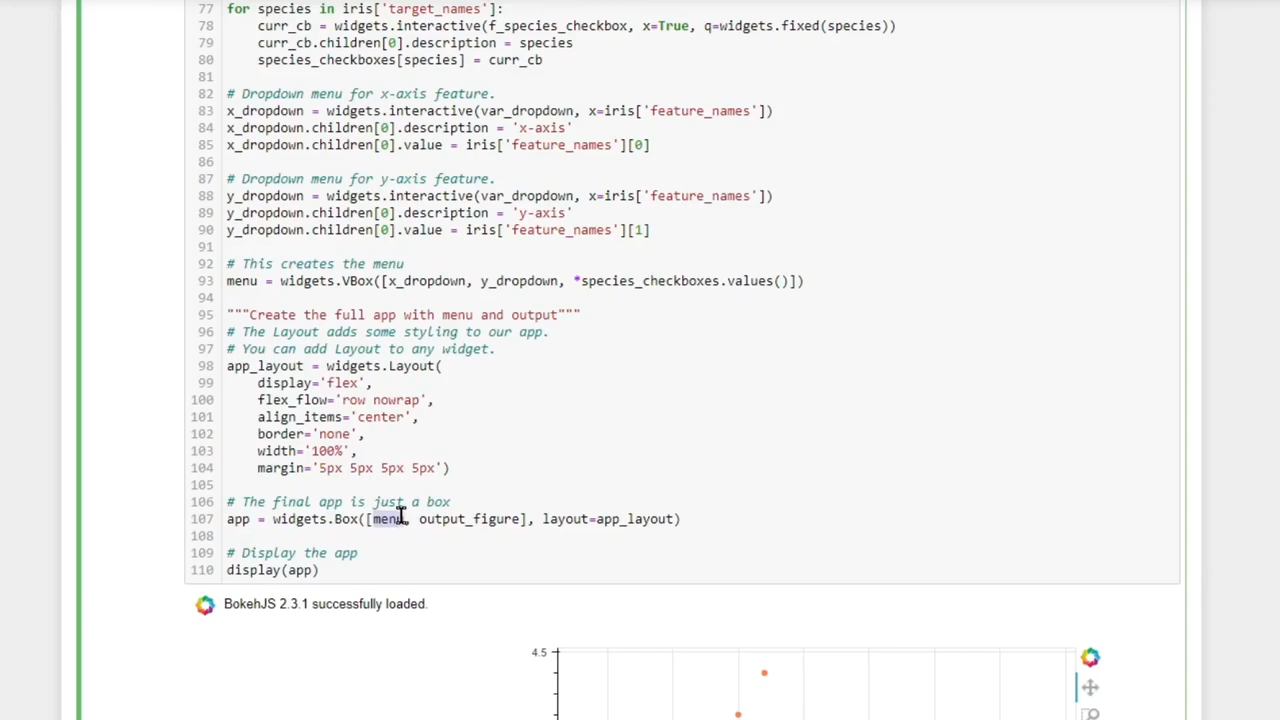 77 for species in iris['target_names']:
78 curr_cb = widgets.interactive(f_species_checkbox, x=True, q=widgets.fixed(species))
79 curr_cb.children[0].description = species
80 species_checkboxes[species] = curr_cb
81
82 # Dropdown menu for x-axis feature.
83 x_dropdown = widgets.interactive(var_dropdown, x=iris['feature_names'])
84 x_dropdown.children[0].description = 'x-axis'
85 x_dropdown.children[0].value = iris['feature_names'][0]
86
87 # Dropdown menu for y-axis feature.
88 y_dropdown = widgets.interactive(var_dropdown, x=iris['feature_names'])
89 y_dropdown.children[0].description = 'y-axis'
90 y_dropdown.children[0].value = iris['feature_names'][1]
91
92 # This creates the menu
93 menu = widgets.VBox([x_dropdown, y_dropdown, *species_checkboxes.values()])
94
95 """Create the full app with menu and output"""
96 # The Layout adds some styling to our app.
97 # You can add Layout to any widget.
98 app_layout = widgets.Layout(
99 display='flex',
100 flex_flow='row nowrap',
101 align_items='center',
102 border='none',
103 width='100%',
104 margin='5px 5px 5px 5px')
105
106 # The final app is just a box
107 app = widgets.Box([menu, output_figure], layout=app_layout)
108
109 # Display the app
110 display(app)
BokehJS 2.3.1 successfully loaded.
4.5